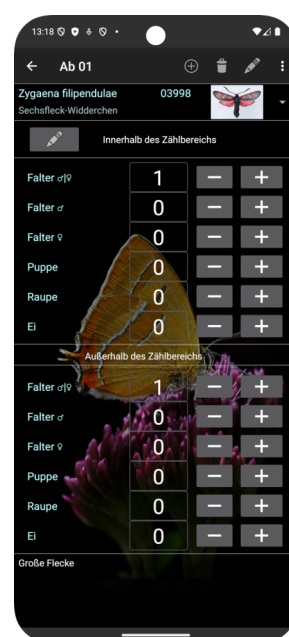 13:18
Ab 01
Zygaena filipendulae 03998
Sechsfleck-Widderchen
Innerhalb des Zählbereichs
Falter ♂|♀ 1 − +
Falter ♂ 0 − +
Falter ♀ 0 − +
Puppe 0 − +
Raupe 0 − +
Ei 0 − +
Außerhalb des Zählbereichs
Falter ♂|♀ 1 − +
Falter ♂ 0 − +
Falter ♀ 0 − +
Puppe 0 − +
Raupe 0 − +
Ei 0 − +
Große Flecke